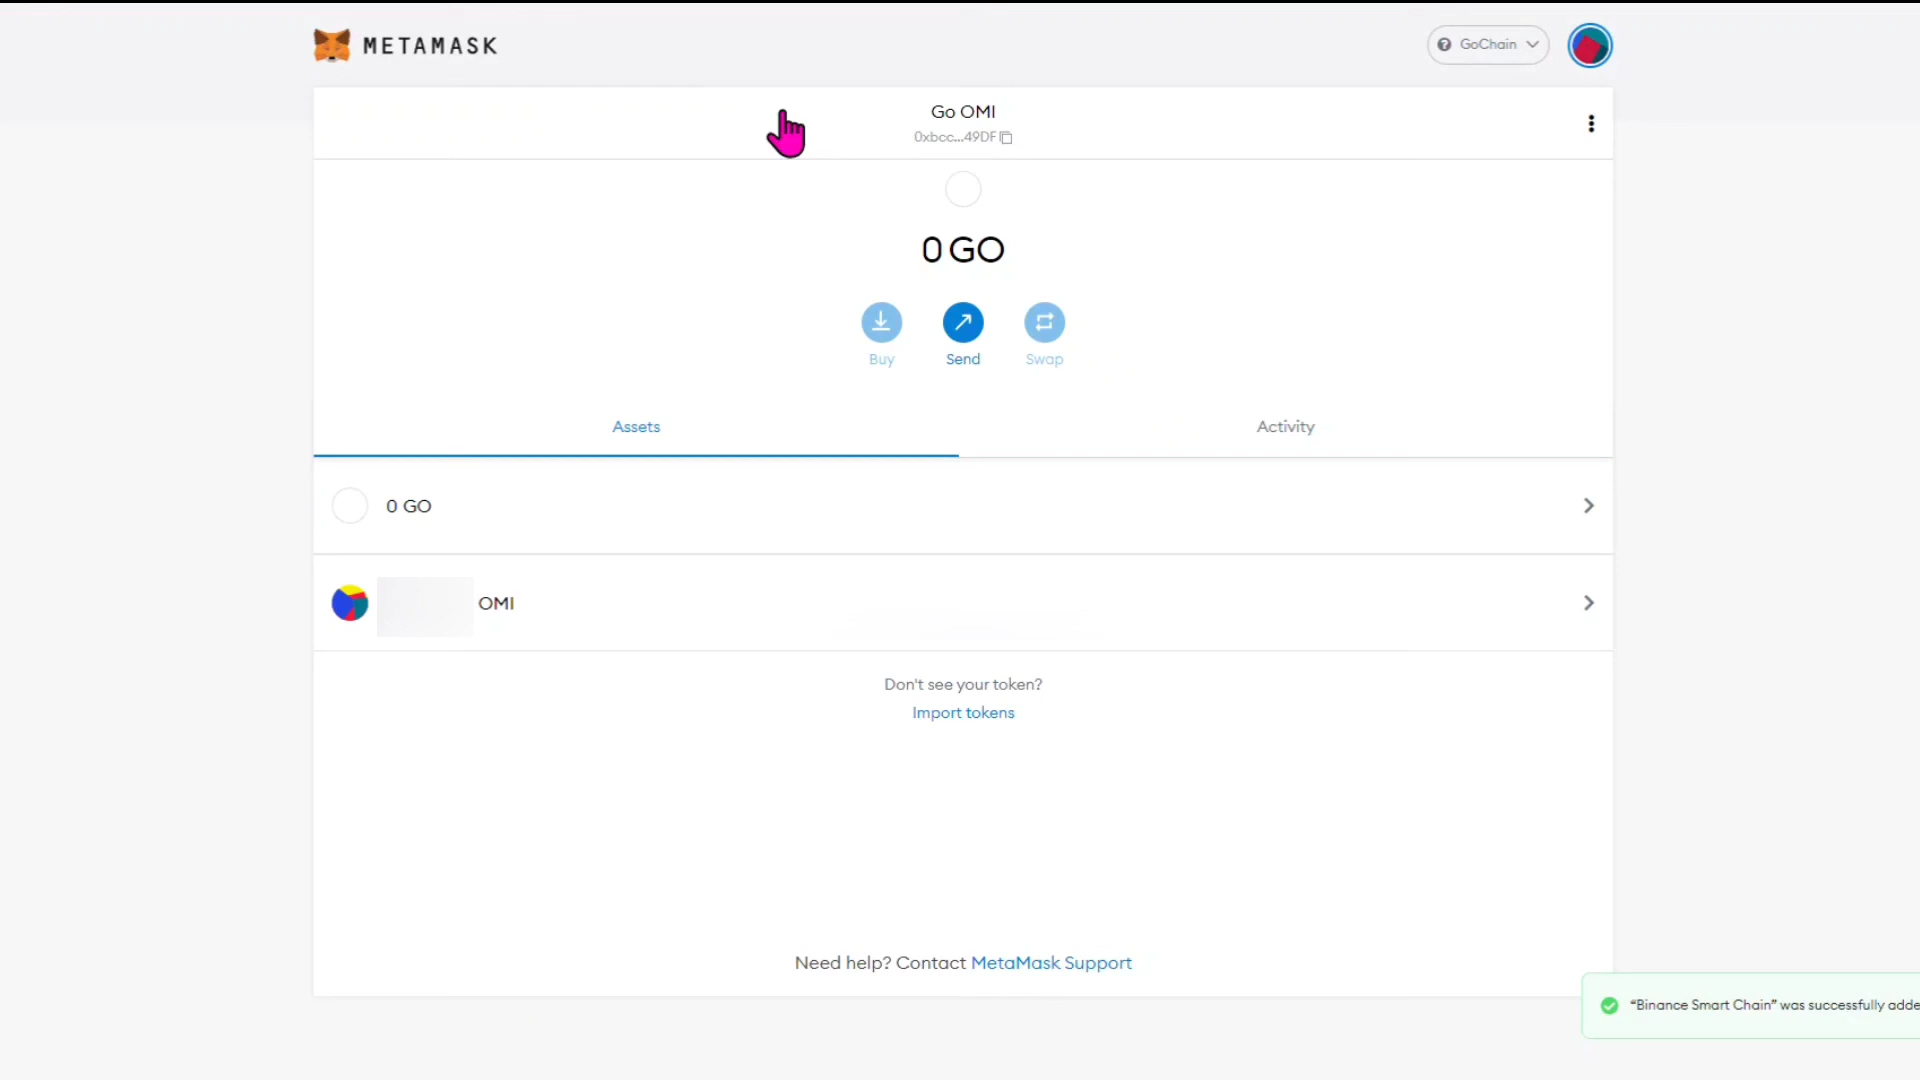 METAMASK
GoChain
Go OMI
0xbcc...49DF
0 GO
Buy
Send
Swap
Assets
Activity
0 GO
OMI
Don't see your token?
Import tokens
Need help? Contact MetaMask Support
“Binance Smart Chain” was successfully adde